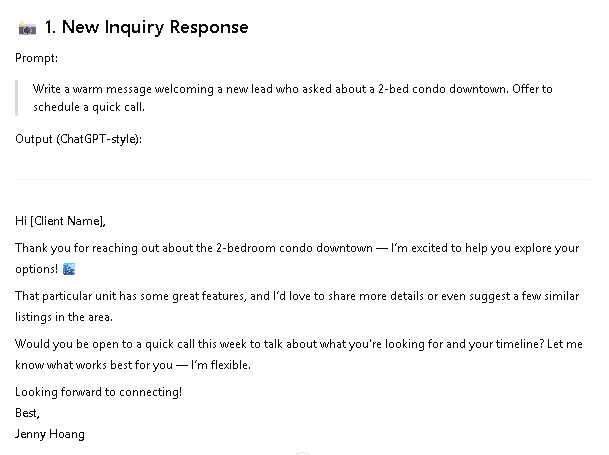 📷 1. New Inquiry Response
Prompt:
Write a warm message welcoming a new lead who asked about a 2-bed condo downtown. Offer to
schedule a quick call.
Output (ChatGPT-style):
Hi [Client Name],
Thank you for reaching out about the 2-bedroom condo downtown — I'm excited to help you explore your
options! 🏙️
That particular unit has some great features, and I'd love to share more details or even suggest a few similar
listings in the area.
Would you be open to a quick call this week to talk about what you're looking for and your timeline? Let me
know what works best for you — I'm flexible.
Looking forward to connecting!
Best,
Jenny Hoang